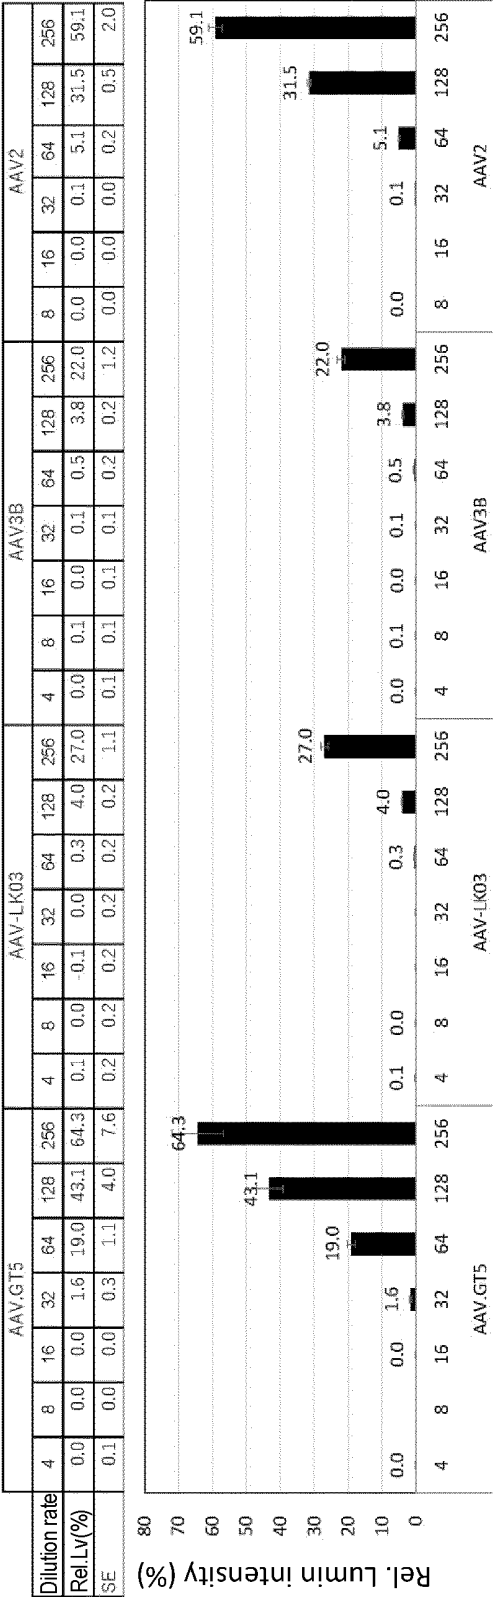 AAV.GT5 AAV-LK03 AAV3B AAV2
Dilution rate 4 8 16 32 64 128 256 4 8 16 32 64 128 256 4 8 16 32 64 128 256 8 16 32 64 128 256
Rel.Lv(%) 0.0 0.0 0.0 1.6 19.0 43.1 64.3 0.1 0.0 -0.1 0.0 0.3 4.0 27.0 0.0 0.1 0.0 0.1 0.5 3.8 22.0 0.0 0.0 0.1 5.1 31.5 59.1
SE 0.1 0.0 0.0 0.3 1.1 4.0 7.6 0.2 0.2 0.2 0.2 0.2 0.2 1.1 0.1 0.1 0.1 0.1 0.2 0.2 1.2 0.0 0.0 0.0 0.2 0.5 2.0
Rel. Lumin intensity (%)
80
70
60
50
40
30
20
10
0
0.0 0.0 1.6 19.0 43.1 64.3 0.1 0.0 0.3 4.0 27.0 0.0 0.1 0.0 0.1 0.5 3.8 22.0 0.0 0.1 5.1 31.5 59.1
4 8 16 32 64 128 256 4 8 16 32 64 128 256 4 8 16 32 64 128 256 8 16 32 64 128 256
AAV.GT5 AAV-LK03 AAV3B AAV2